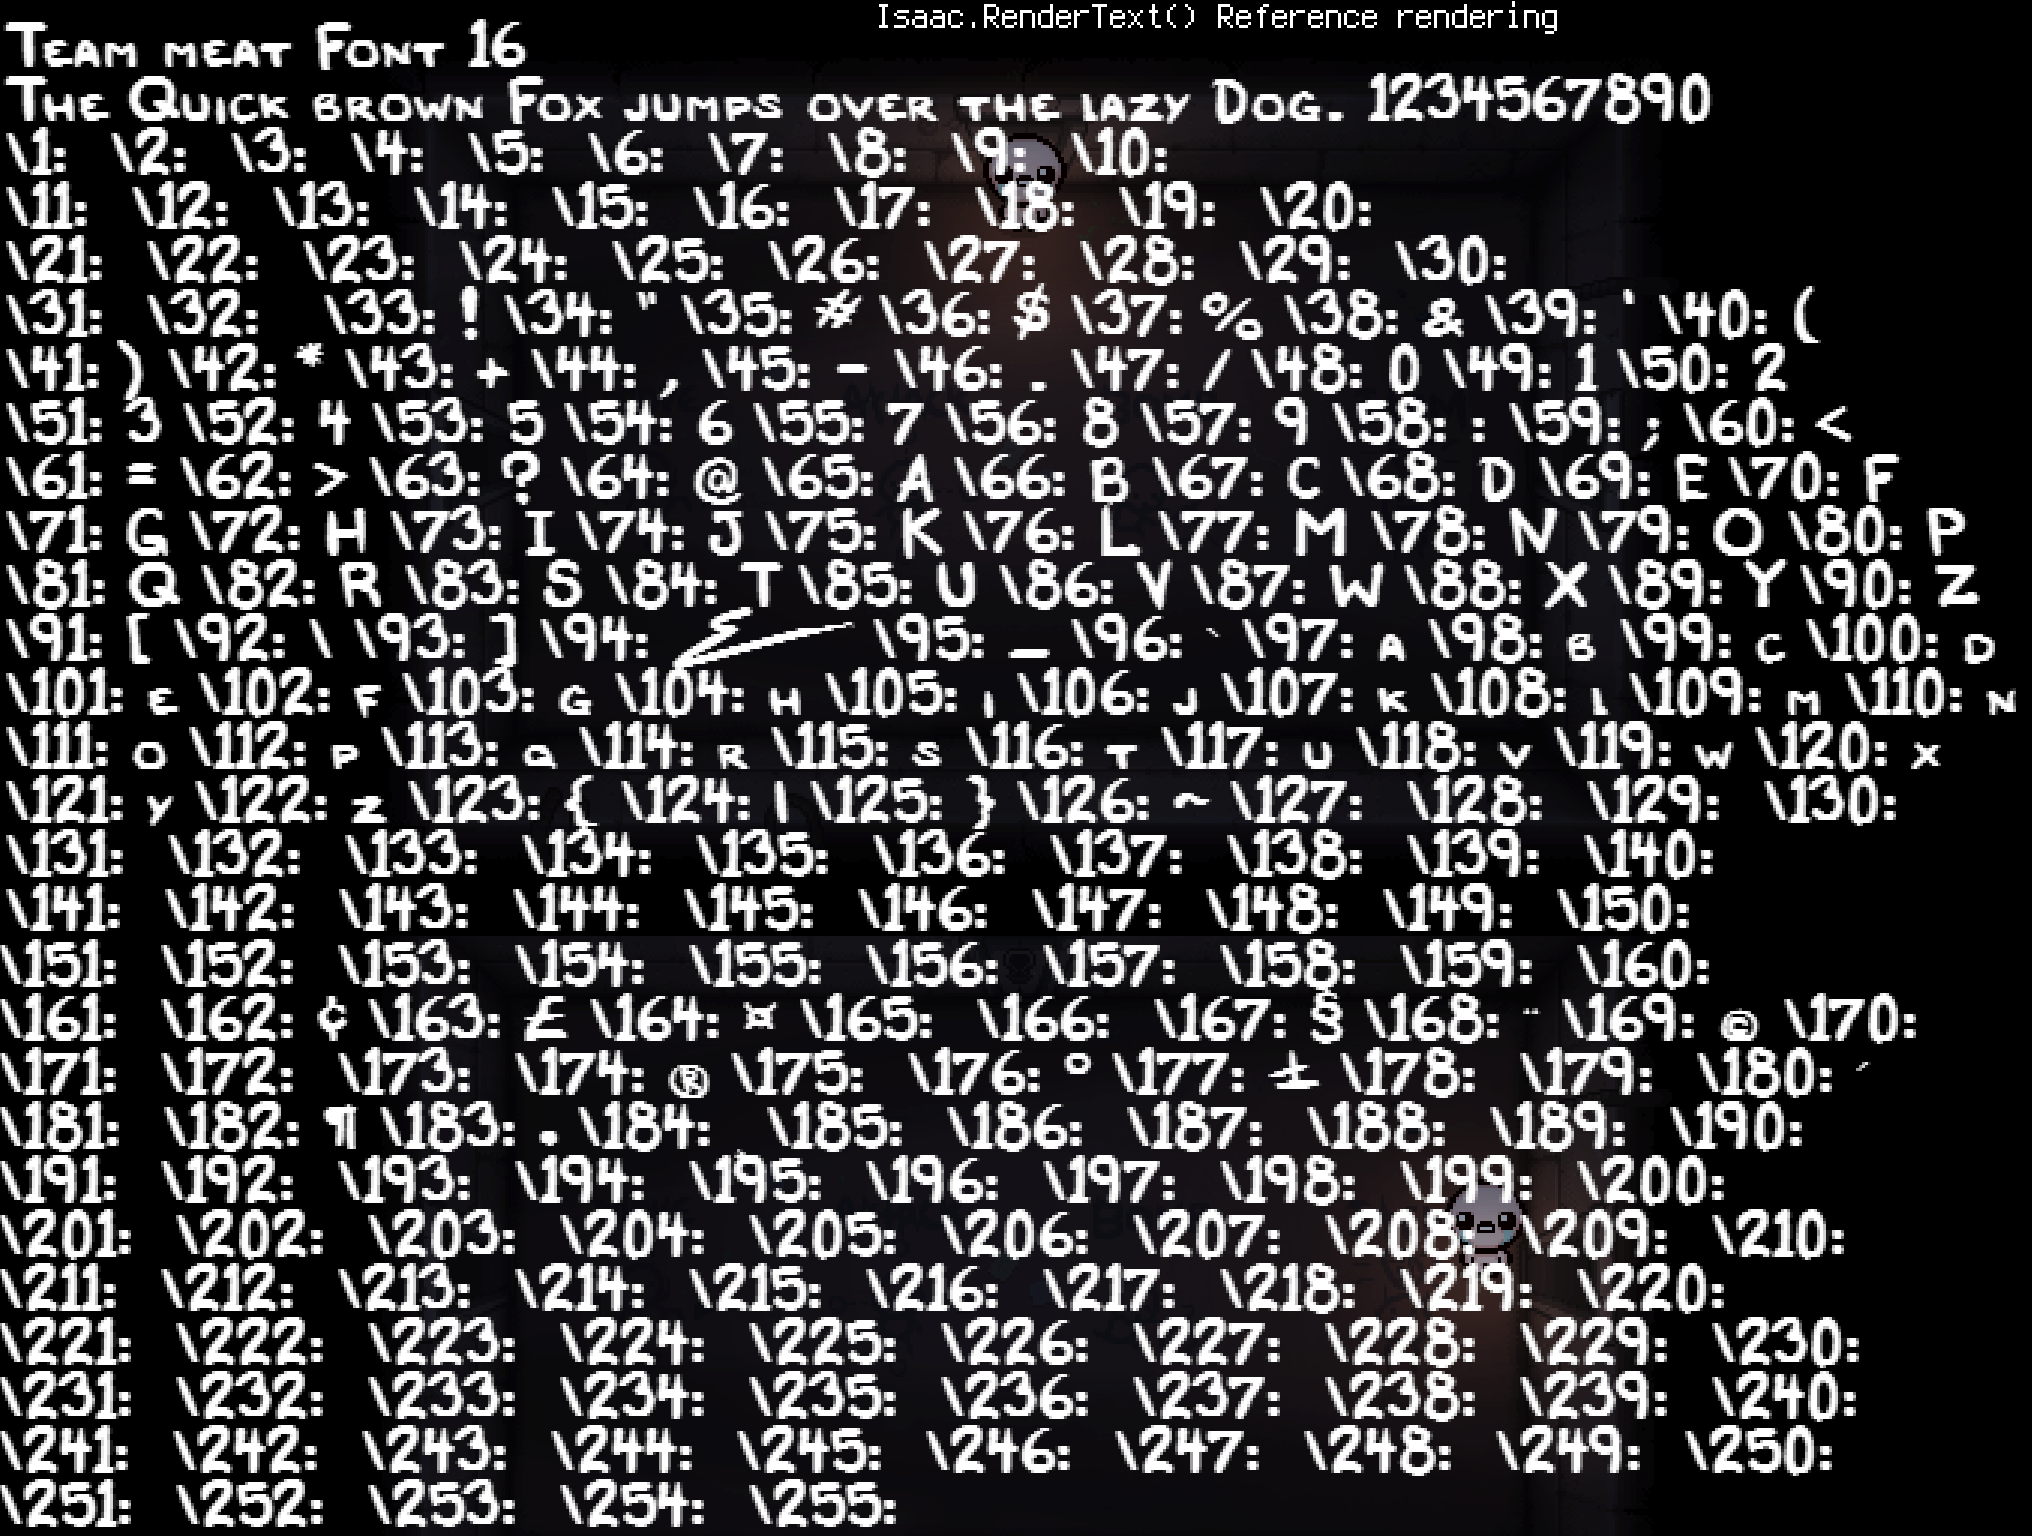 Isaac.RenderText() Reference rendering
Team meat Font 16
The Quick brown Fox jumps over the lazy Dog. 1234567890
\1: \2: \3: \4: \5: \6: \7: \8: \9: \10:
\11: \12: \13: \14: \15: \16: \17: \18: \19: \20:
\21: \22: \23: \24: \25: \26: \27: \28: \29: \30:
\31: \32: \33: ! \34: " \35: # \36: $ \37: % \38: & \39: ' \40: (
\41: ) \42: * \43: + \44: , \45: - \46: . \47: / \48: 0 \49: 1 \50: 2
\51: 3 \52: 4 \53: 5 \54: 6 \55: 7 \56: 8 \57: 9 \58: : \59: ; \60: <
\61: = \62: > \63: ? \64: @ \65: A \66: B \67: C \68: D \69: E \70: F
\71: G \72: H \73: I \74: J \75: K \76: L \77: M \78: N \79: O \80: P
\81: Q \82: R \83: S \84: T \85: U \86: V \87: W \88: X \89: Y \90: Z
\91: [ \92: \ \93: ] \94: \95: _ \96: ` \97: a \98: b \99: c \100: d
\101: e \102: f \103: g \104: h \105: i \106: j \107: k \108: l \109: m \110: n
\111: o \112: p \113: q \114: r \115: s \116: t \117: u \118: v \119: w \120: x
\121: y \122: z \123: { \124: | \125: } \126: ~ \127: \128: \129: \130:
\131: \132: \133: \134: \135: \136: \137: \138: \139: \140:
\141: \142: \143: \144: \145: \146: \147: \148: \149: \150:
\151: \152: \153: \154: \155: \156: \157: \158: \159: \160:
\161: \162: ¢ \163: £ \164: ¤ \165: \166: \167: § \168: ¨ \169: © \170:
\171: \172: \173: \174: ® \175: \176: ° \177: ± \178: \179: \180: ´
\181: \182: ¶ \183: · \184: ¸ \185: \186: \187: \188: \189: \190:
\191: \192: \193: \194: \195: \196: \197: \198: \199: \200:
\201: \202: \203: \204: \205: \206: \207: \208: \209: \210:
\211: \212: \213: \214: \215: \216: \217: \218: \219: \220:
\221: \222: \223: \224: \225: \226: \227: \228: \229: \230:
\231: \232: \233: \234: \235: \236: \237: \238: \239: \240:
\241: \242: \243: \244: \245: \246: \247: \248: \249: \250:
\251: \252: \253: \254: \255: